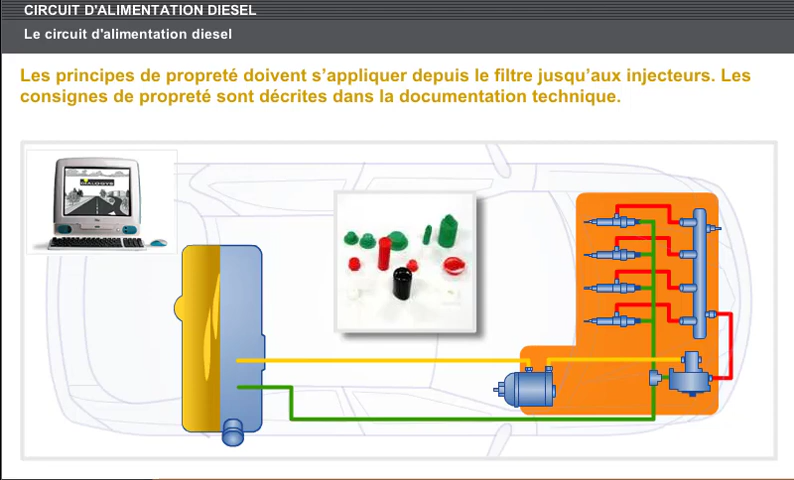 CIRCUIT D'ALIMENTATION DIESEL
Le circuit d'alimentation diesel
Les principes de propreté doivent s’appliquer depuis le filtre jusqu’aux injecteurs. Les
consignes de propreté sont décrites dans la documentation technique.